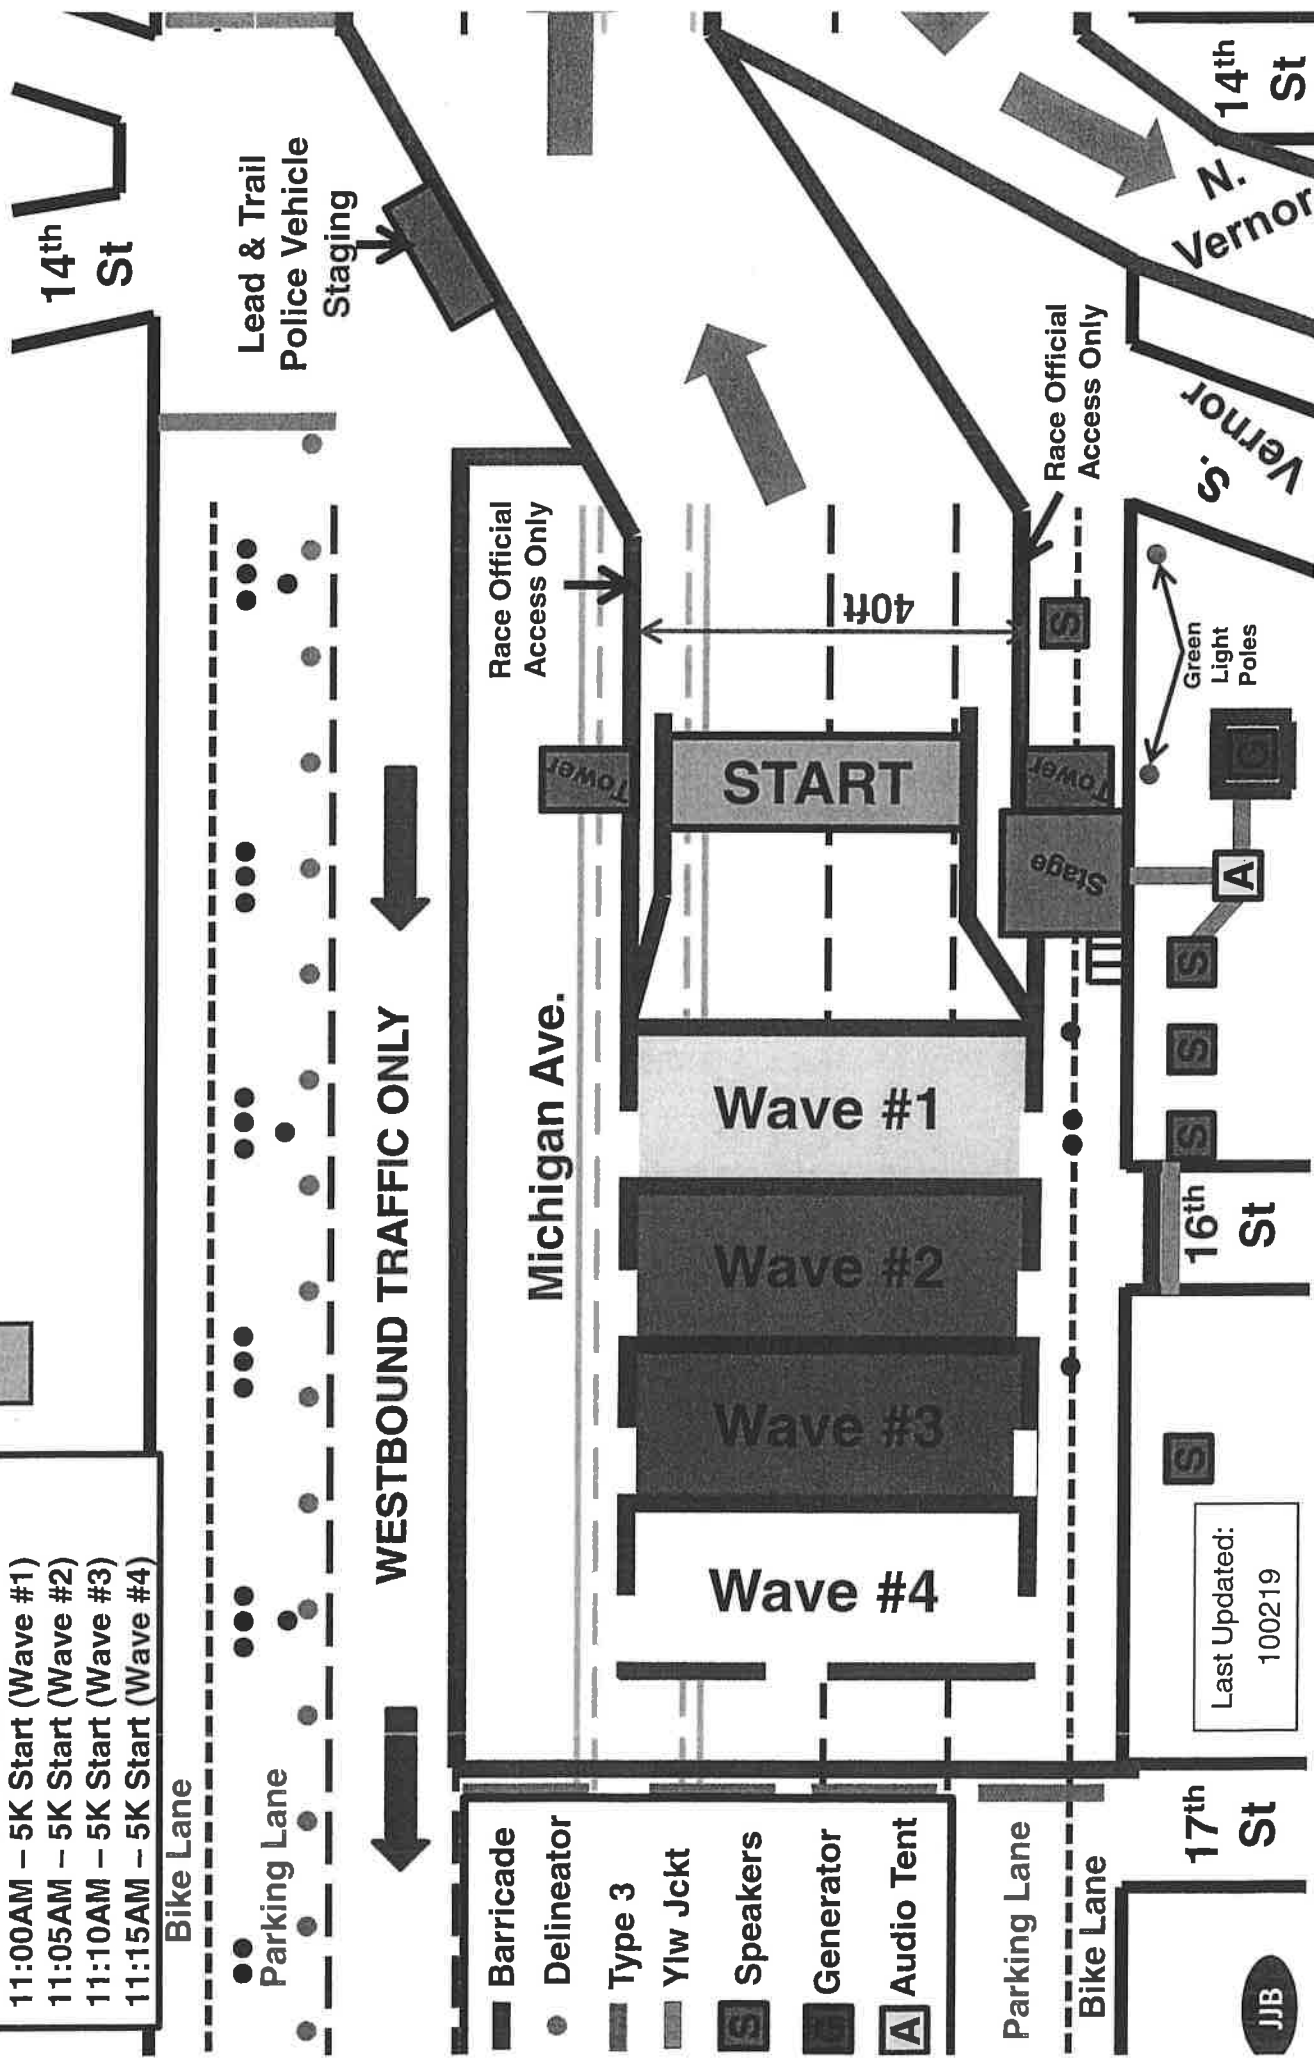 11:00AM – 5K Start (Wave #1)
11:05AM – 5K Start (Wave #2)
11:10AM – 5K Start (Wave #3)
11:15AM – 5K Start (Wave #4)
Bike Lane
Parking Lane
WESTBOUND TRAFFIC ONLY
14th
St
Lead & Trail
Police Vehicle
Staging
Michigan Ave.
Race Official
Access Only
Tower
START
40ft
Wave #4
Wave #3
Wave #2
Wave #1
Stage
Tower
Race Official
Access Only
S
14th
St
N.
Vernor
S.
Vernor
Barricade
Delineator
Type 3
Ylw Jckt
S
Speakers
G
Generator
A
Audio Tent
Parking Lane
Bike Lane
17th
St
Last Updated:
100219
S
16th
St
S
S
S
A
G
Green
Light
Poles
JJB